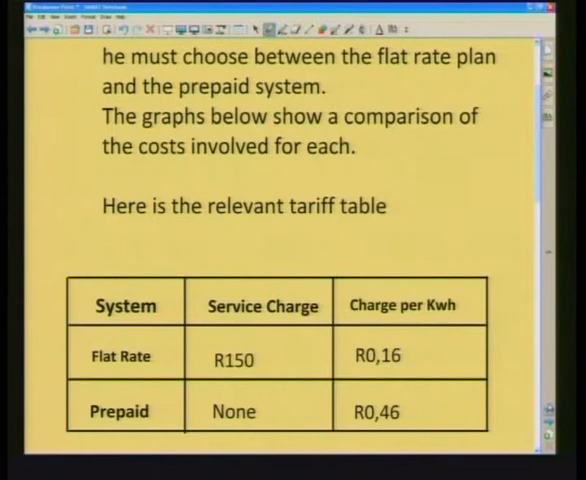 he must choose between the flat rate plan
and the prepaid system.
The graphs below show a comparison of
the costs involved for each.
Here is the relevant tariff table
System Service Charge Charge per Kwh
Flat Rate R150 R0,16
Prepaid None R0,46